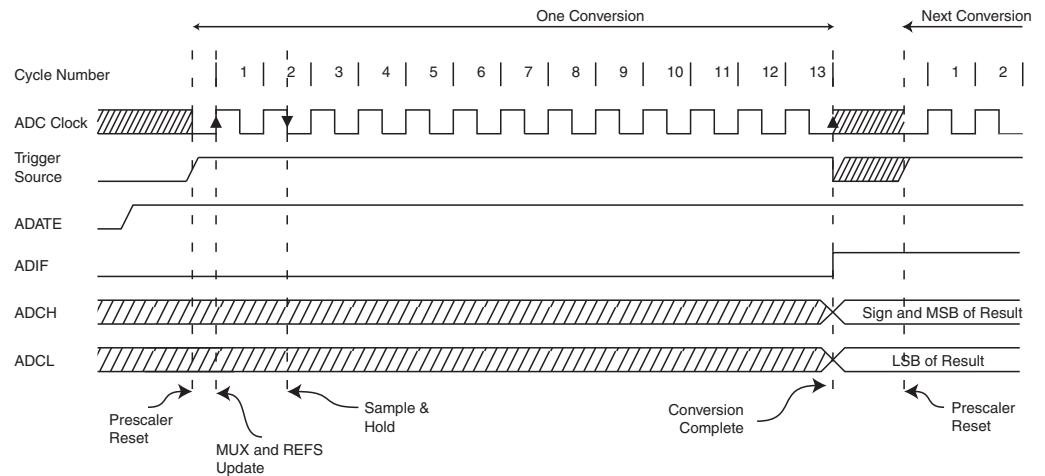 One Conversion
Next Conversion
Cycle Number
1 2 3 4 5 6 7 8 9 10 11 12 13 1 2
ADC Clock
Trigger
Source
ADATE
ADIF
ADCH
Sign and MSB of Result
ADCL
LSB of Result
Prescaler
Reset
MUX and REFS
Update
Sample &
Hold
Conversion
Complete
Prescaler
Reset